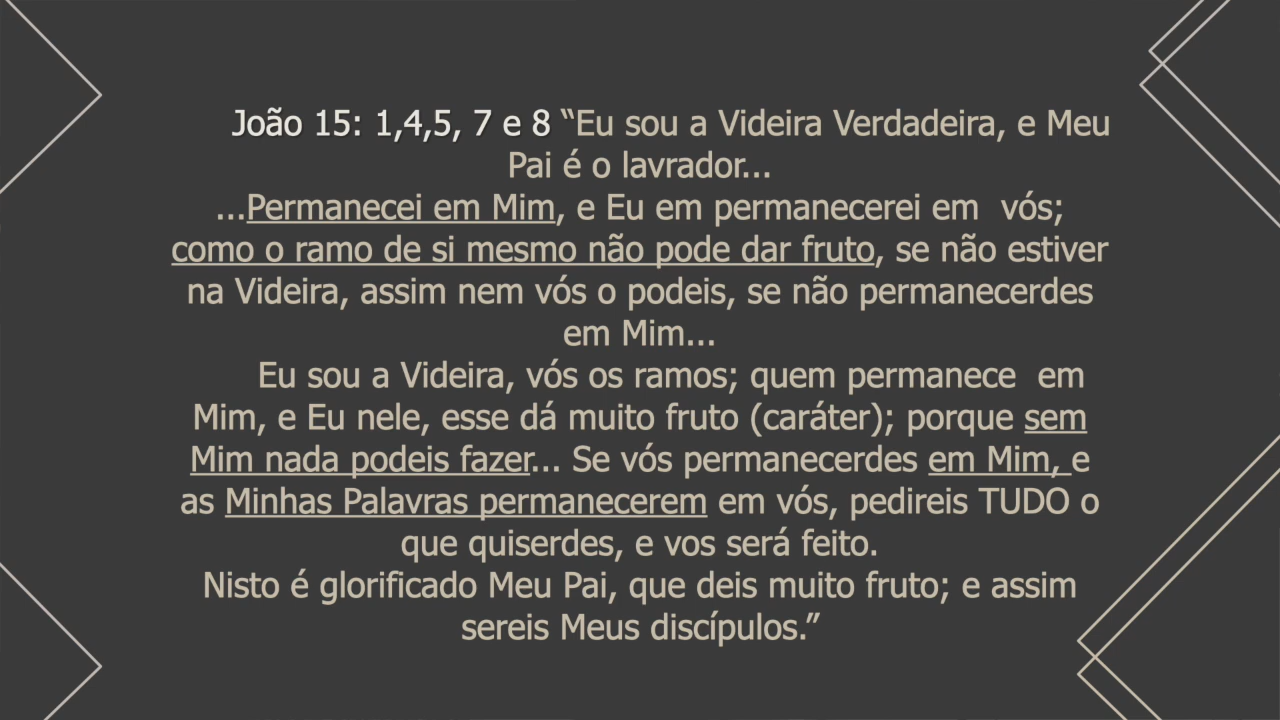 João 15: 1,4,5, 7 e 8 “Eu sou a Videira Verdadeira, e Meu
Pai é o lavrador...
...Permanecei em Mim, e Eu em permanecerei em vós;
como o ramo de si mesmo não pode dar fruto, se não estiver
na Videira, assim nem vós o podeis, se não permanecerdes
em Mim...
Eu sou a Videira, vós os ramos; quem permanece em
Mim, e Eu nele, esse dá muito fruto (caráter); porque sem
Mim nada podeis fazer... Se vós permanecerdes em Mim, e
as Minhas Palavras permanecerem em vós, pedireis TUDO o
que quiserdes, e vos será feito.
Nisto é glorificado Meu Pai, que deis muito fruto; e assim
sereis Meus discípulos.”